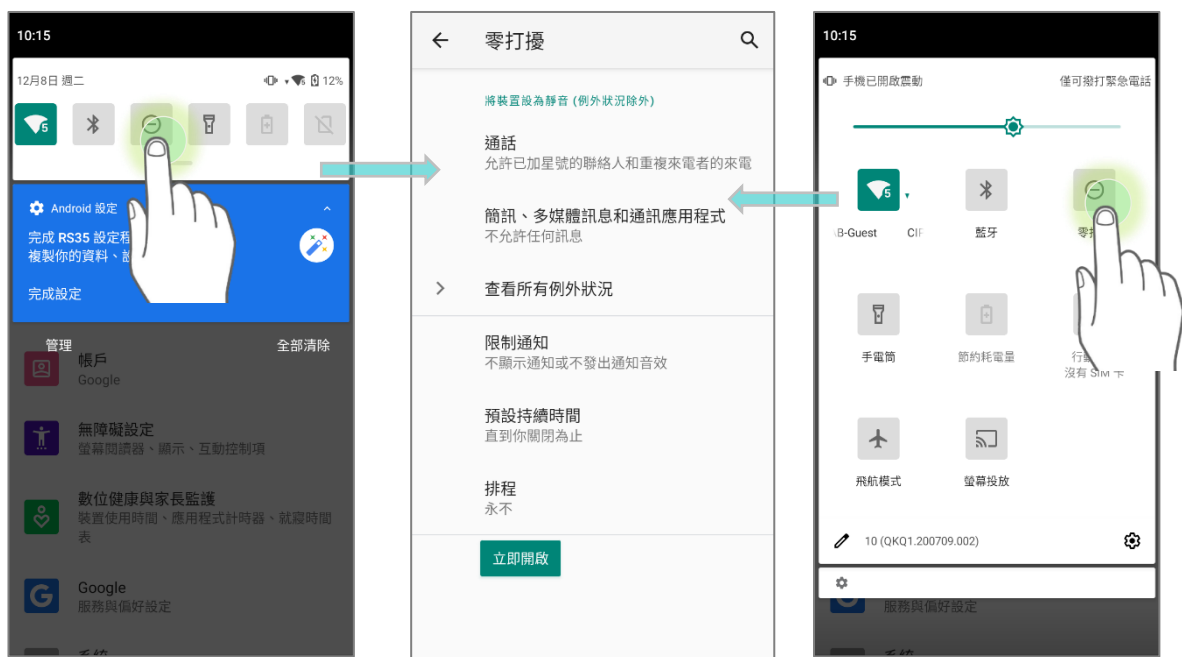 10:15
12月8日 週二
12%
5
Android 設定
完成 RS35 設定程
複製你的資料、
完成設定
管理
全部清除
帳戶
Google
無障礙設定
螢幕閱讀器、顯示、互動控制項
數位健康與家長監護
裝置使用時間、應用程式計時器、就寢時間
表
Google
服務與偏好設定
系統
零打擾
將裝置設為靜音 (例外狀況除外)
通話
允許已加星號的聯絡人和重複來電者的來電
簡訊、多媒體訊息和通訊應用程式
不允許任何訊息
查看所有例外狀況
限制通知
不顯示通知或不發出通知音效
預設持續時間
直到你關閉為止
排程
永不
立即開啟
10:15
手機已開啟震動
僅可撥打緊急電話
5
B-Guest
CIP
藍牙
零打
手電筒
節約耗電量
行動
沒有 SIM 卡
飛航模式
螢幕投放
10 (QKQ1.200709.002)
服務與偏好設定
系統